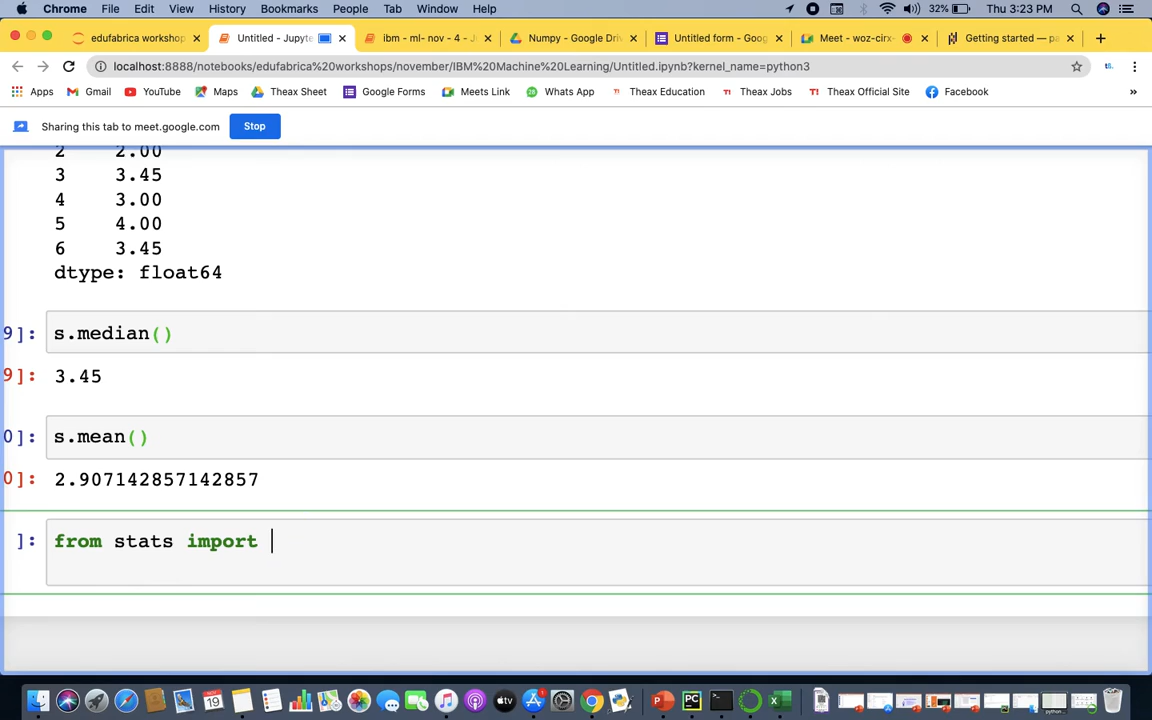 Chrome File Edit View History Bookmarks People Tab Window Help 32% Thu 3:23 PM
edufabrica workshop Untitled - Jupyte ibm - ml- nov - 4 - J Numpy - Google Driv Untitled form - Goog Meet - woz-cirx- Getting started — pa
localhost:8888/notebooks/edufabrica%20workshops/november/IBM%20Machine%20Learning/Untitled.ipynb?kernel_name=python3
Apps Gmail YouTube Maps Theax Sheet Google Forms Meets Link Whats App Theax Education Theax Jobs Theax Official Site Facebook »
Sharing this tab to meet.google.com Stop
2 2.00
3 3.45
4 3.00
5 4.00
6 3.45
dtype: float64
9]: s.median()
9]: 3.45
0]: s.mean()
0]: 2.907142857142857
]: from stats import